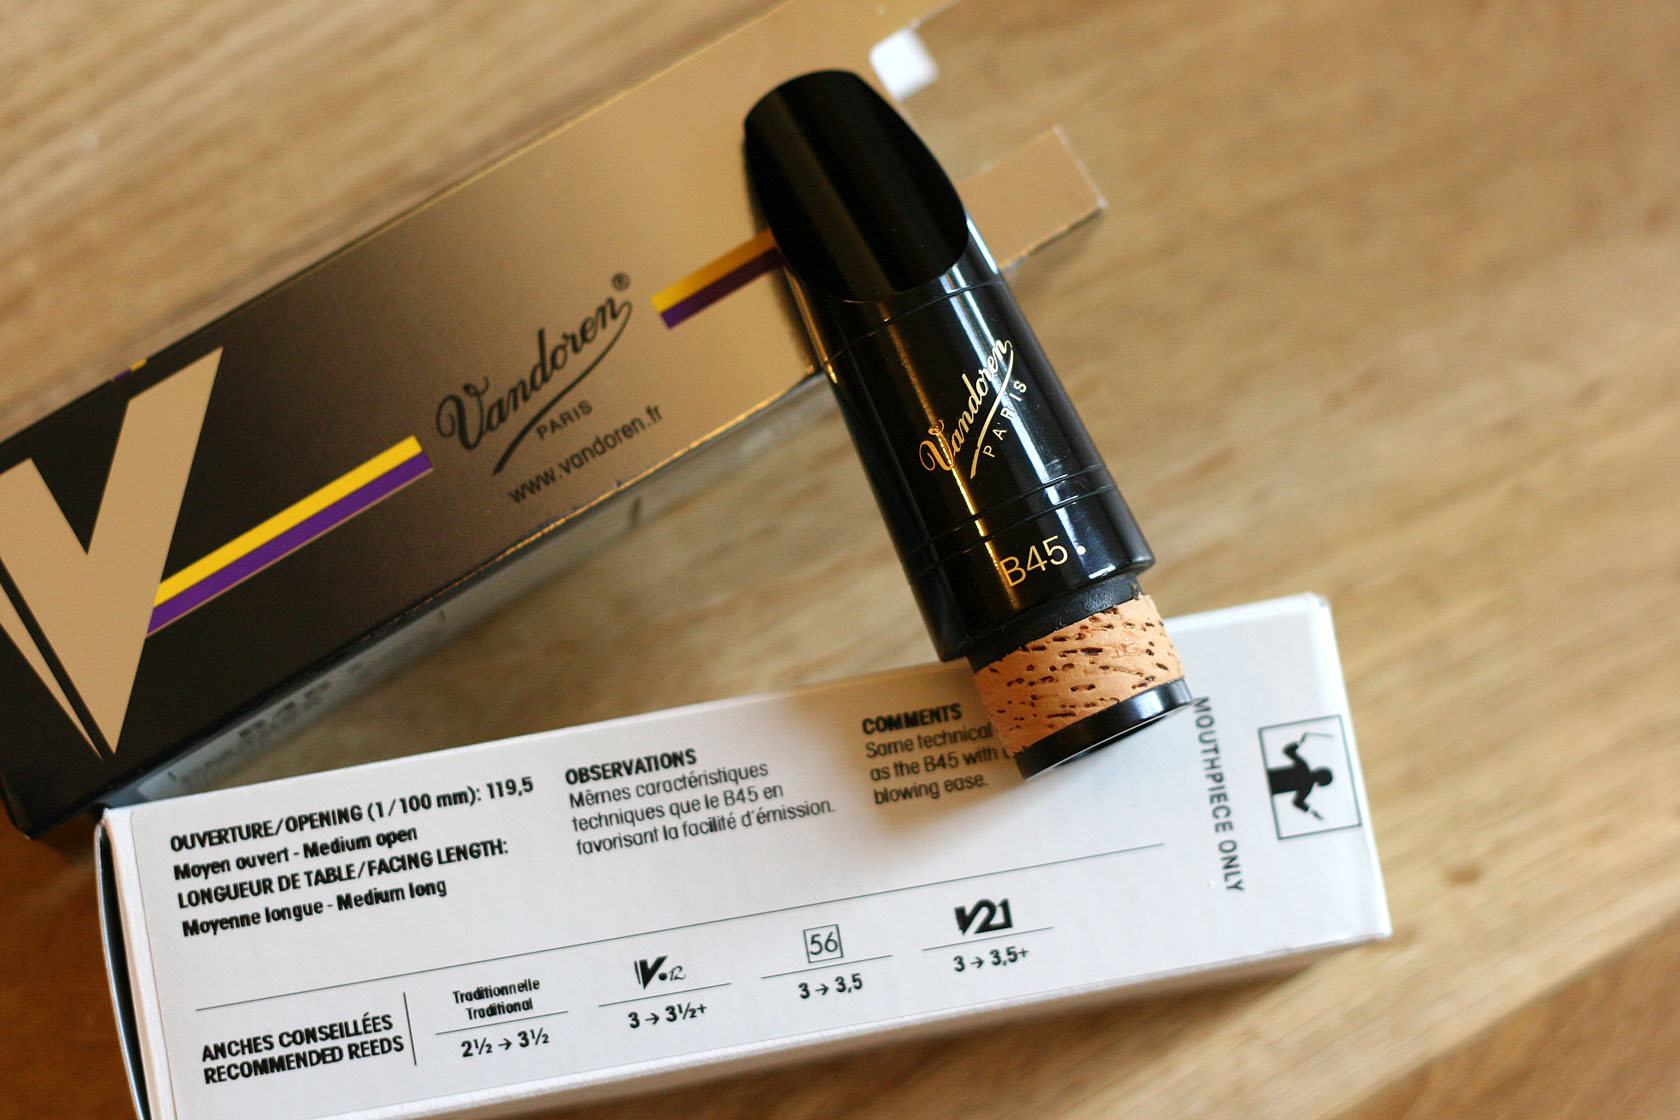 V
Vandoren®
PARIS
www.vandoren.fr
Vandoren
PARIS
B45•
OUVERTURE/OPENING (1/100 mm): 119,5
Moyen ouvert - Medium open
LONGUEUR DE TABLE/FACING LENGTH:
Moyenne longue - Medium long
OBSERVATIONS
Mêmes caractéristiques
techniques que le B45 en
favorisant la facilité d'émission.
COMMENTS
Same technical
as the B45 with
blowing ease.
MOUTHPIECE ONLY
ANCHES CONSEILLÉES
RECOMMENDED REEDS
Traditionnelle
Traditional
2½ → 3½
V•12
3 → 3½+
56
3 → 3,5
V21
3 → 3,5+